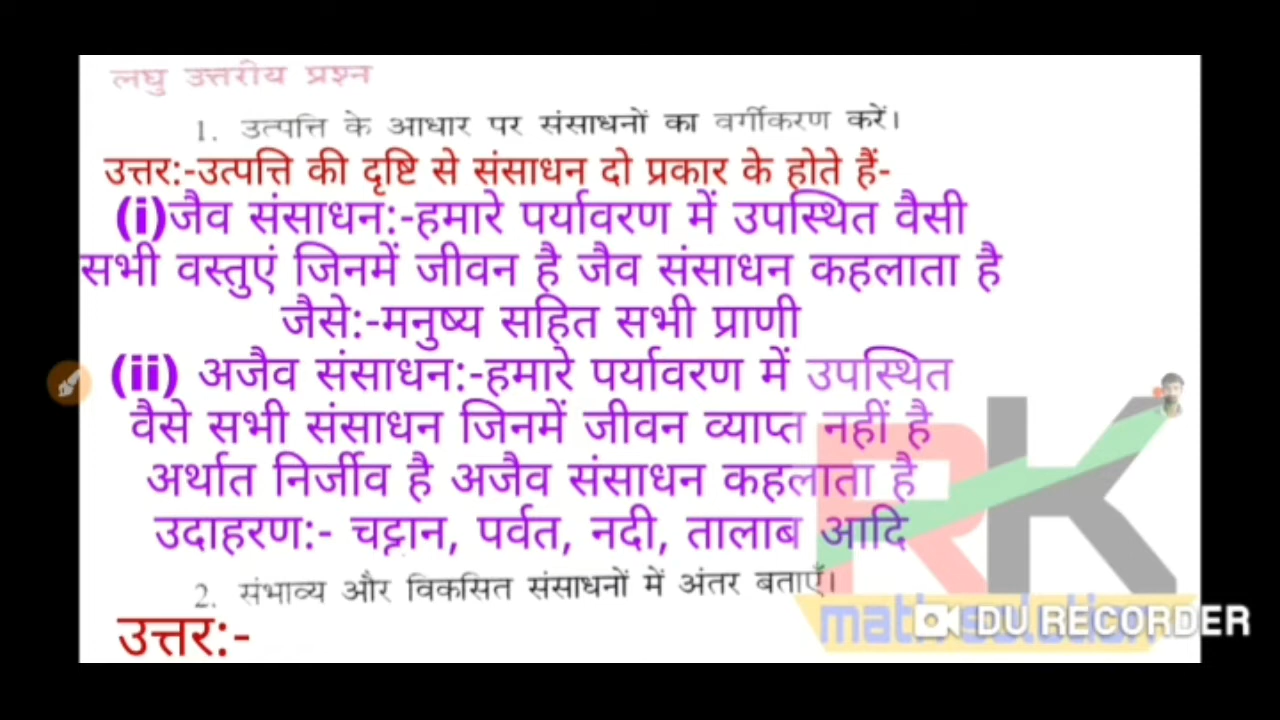 लघु उत्तरीय प्रश्न
1. उत्पत्ति के आधार पर संसाधनों का वर्गीकरण करें।
उत्तर:-उत्पत्ति की दृष्टि से संसाधन दो प्रकार के होते हैं-
(i)जैव संसाधन:-हमारे पर्यावरण में उपस्थित वैसी
सभी वस्तुएं जिनमें जीवन है जैव संसाधन कहलाता है
जैसे:-मनुष्य सहित सभी प्राणी
(ii) अजैव संसाधन:-हमारे पर्यावरण में उपस्थित
वैसे सभी संसाधन जिनमें जीवन व्याप्त नहीं है
अर्थात निर्जीव है अजैव संसाधन कहलाता है
उदाहरण:- चट्टान, पर्वत, नदी, तालाब आदि
2. संभाव्य और विकसित संसाधनों में अंतर बताएँ।
उत्तर:-
RK
math solution
DU RECORDER